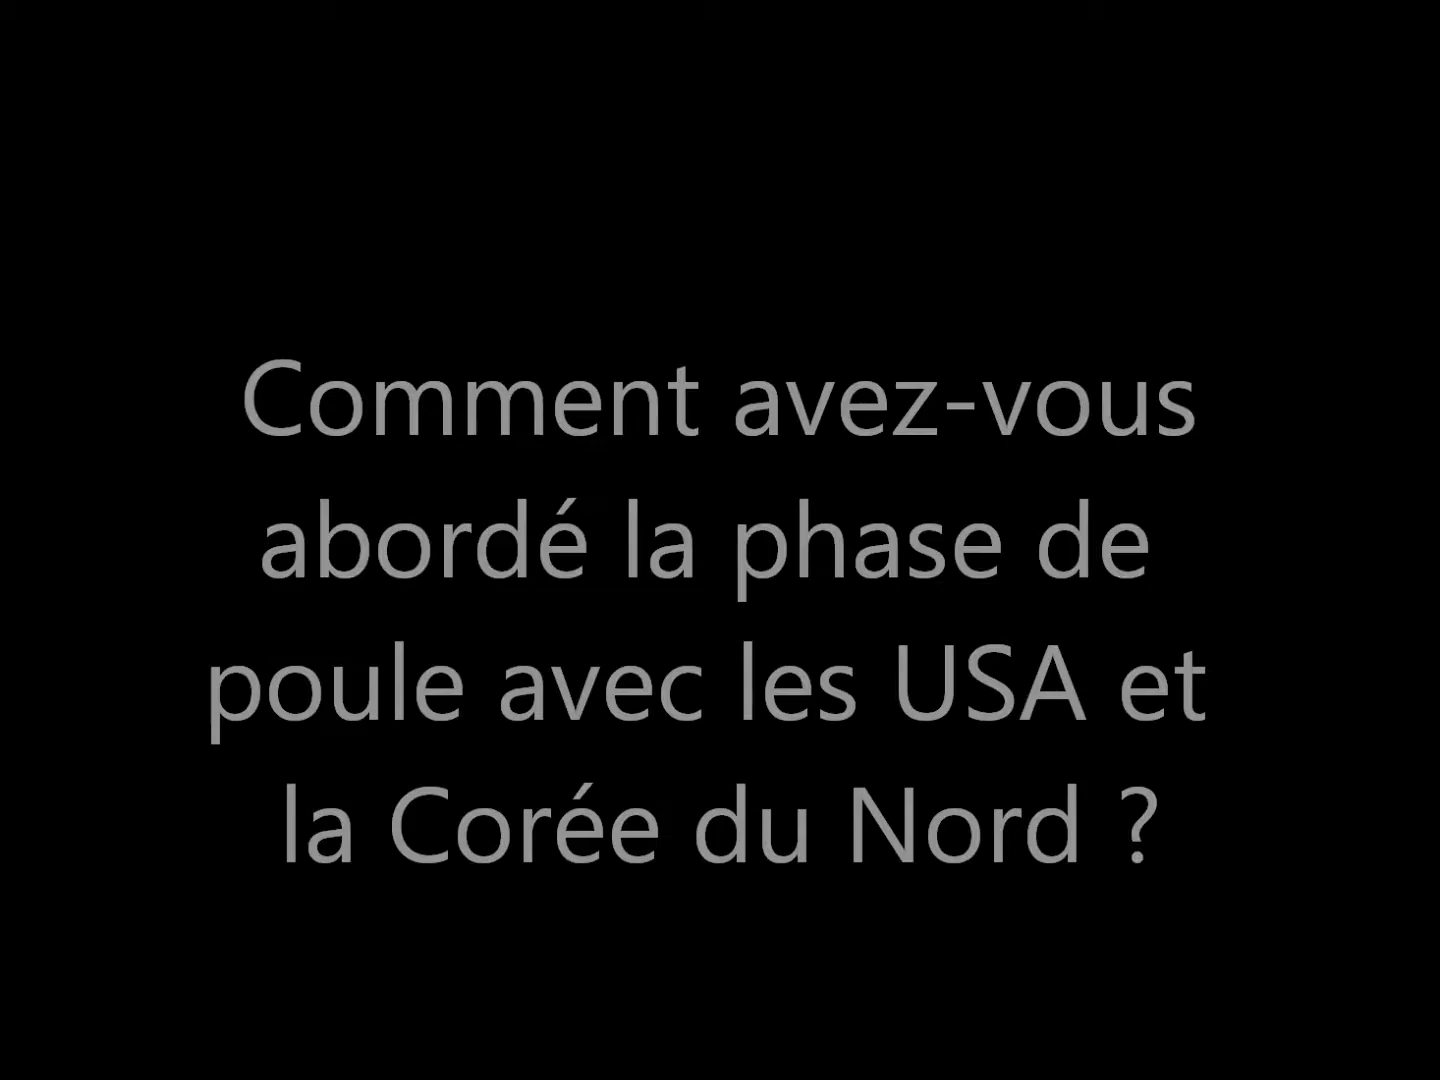 Comment avez-vous
abordé la phase de
poule avec les USA et
la Corée du Nord ?